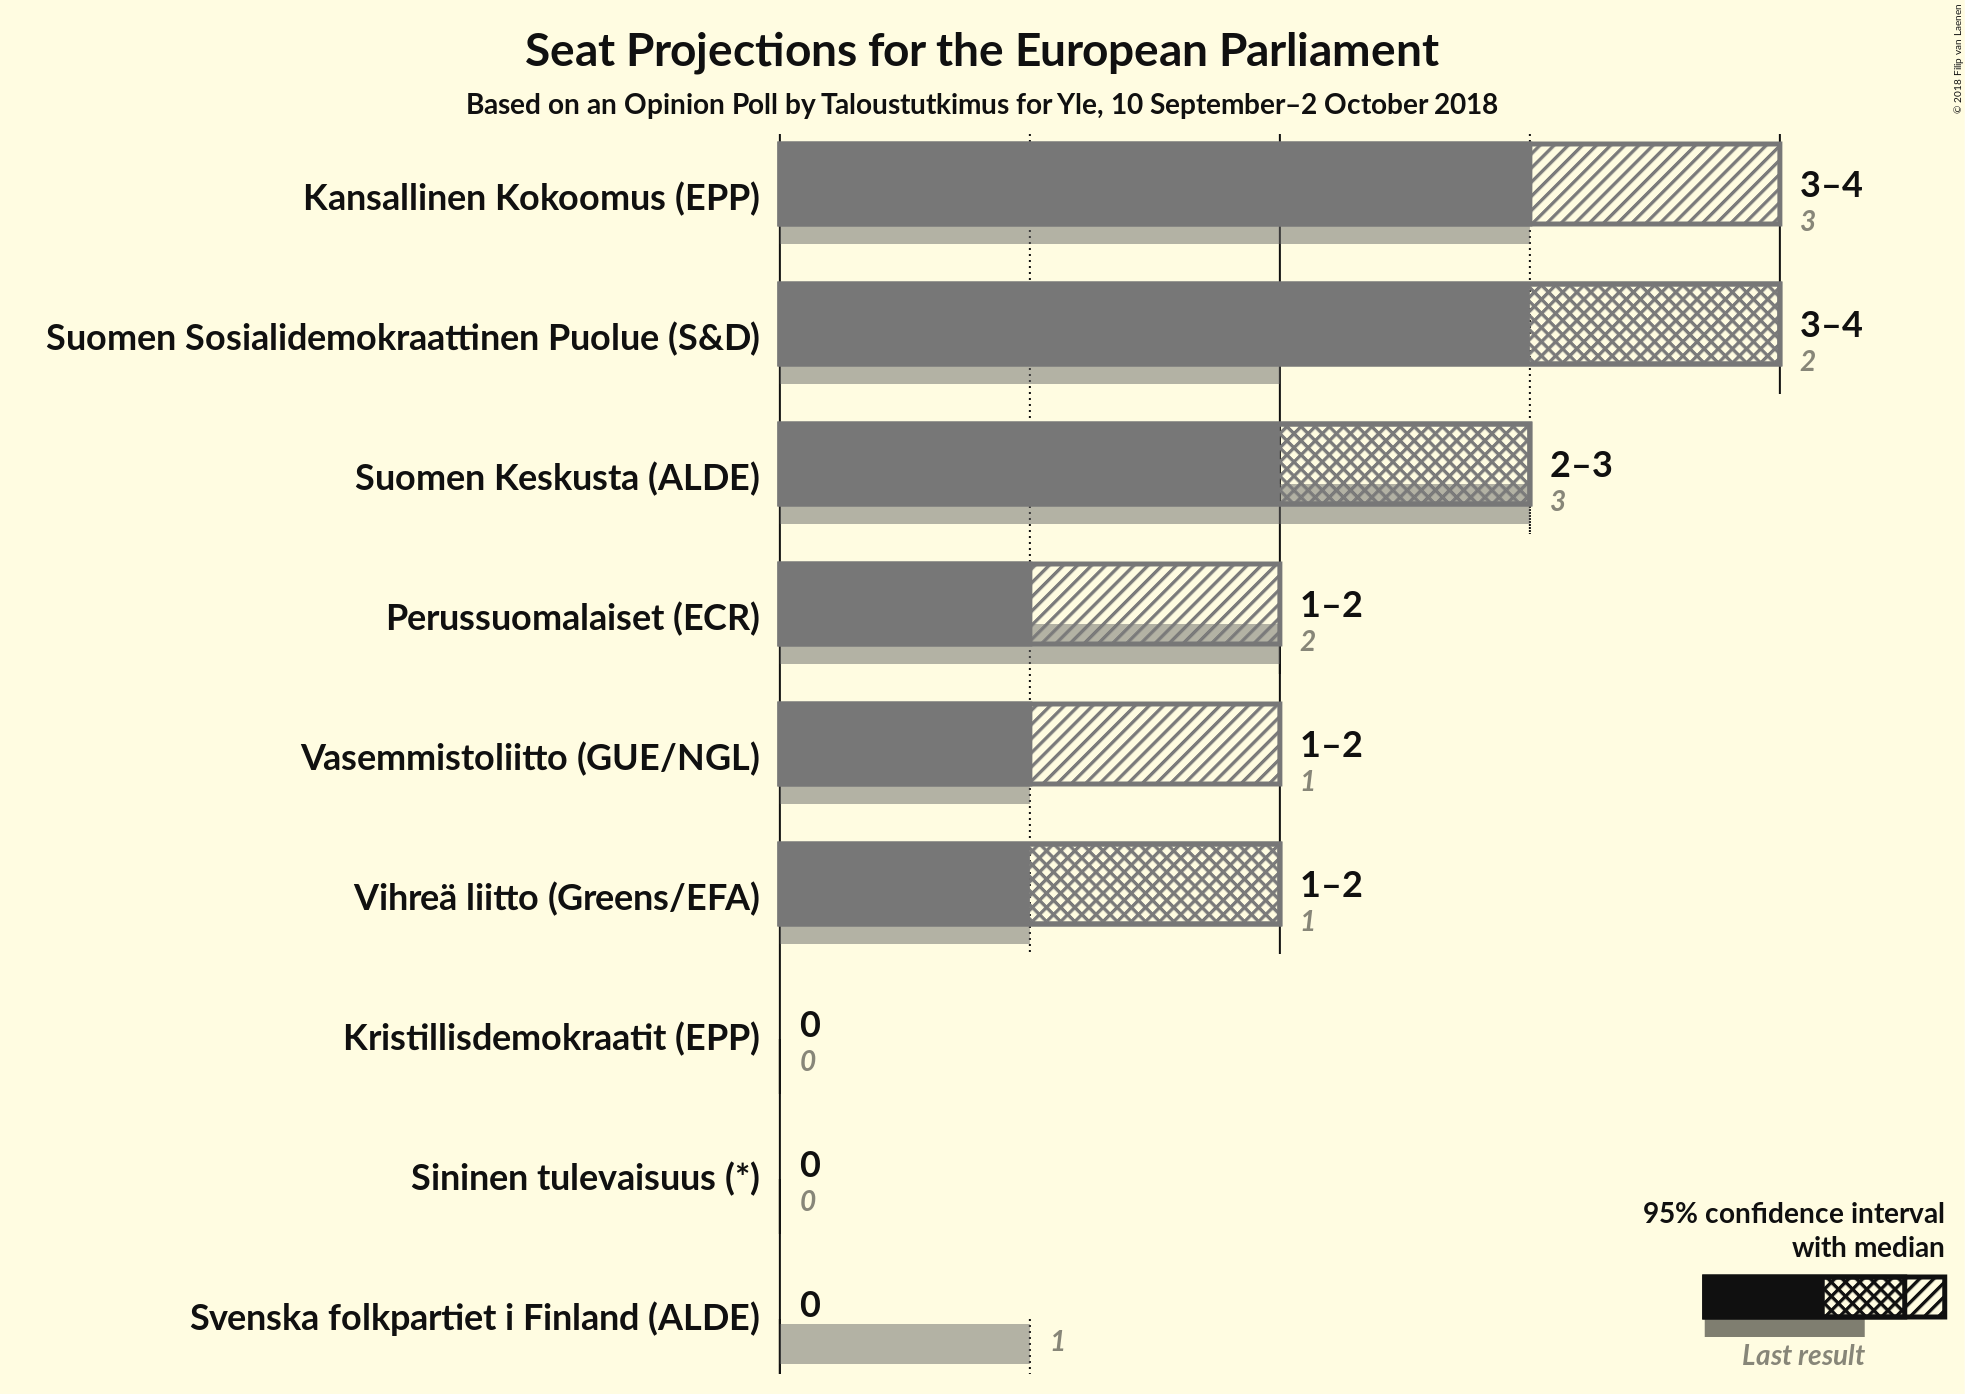 Seat Projections for the European Parliament
Based on an Opinion Poll by Taloustutkimus for Yle, 10 September–2 October 2018
© 2018 Filip van Laenen
Kansallinen Kokoomus (EPP)
3–4
3
Suomen Sosialidemokraattinen Puolue (S&D)
3–4
2
Suomen Keskusta (ALDE)
2–3
3
Perussuomalaiset (ECR)
1–2
2
Vasemmistoliitto (GUE/NGL)
1–2
1
Vihreä liitto (Greens/EFA)
1–2
1
Kristillisdemokraatit (EPP)
0
0
Sininen tulevaisuus (*)
0
0
Svenska folkpartiet i Finland (ALDE)
0
1
95% confidence interval
with median
Last result